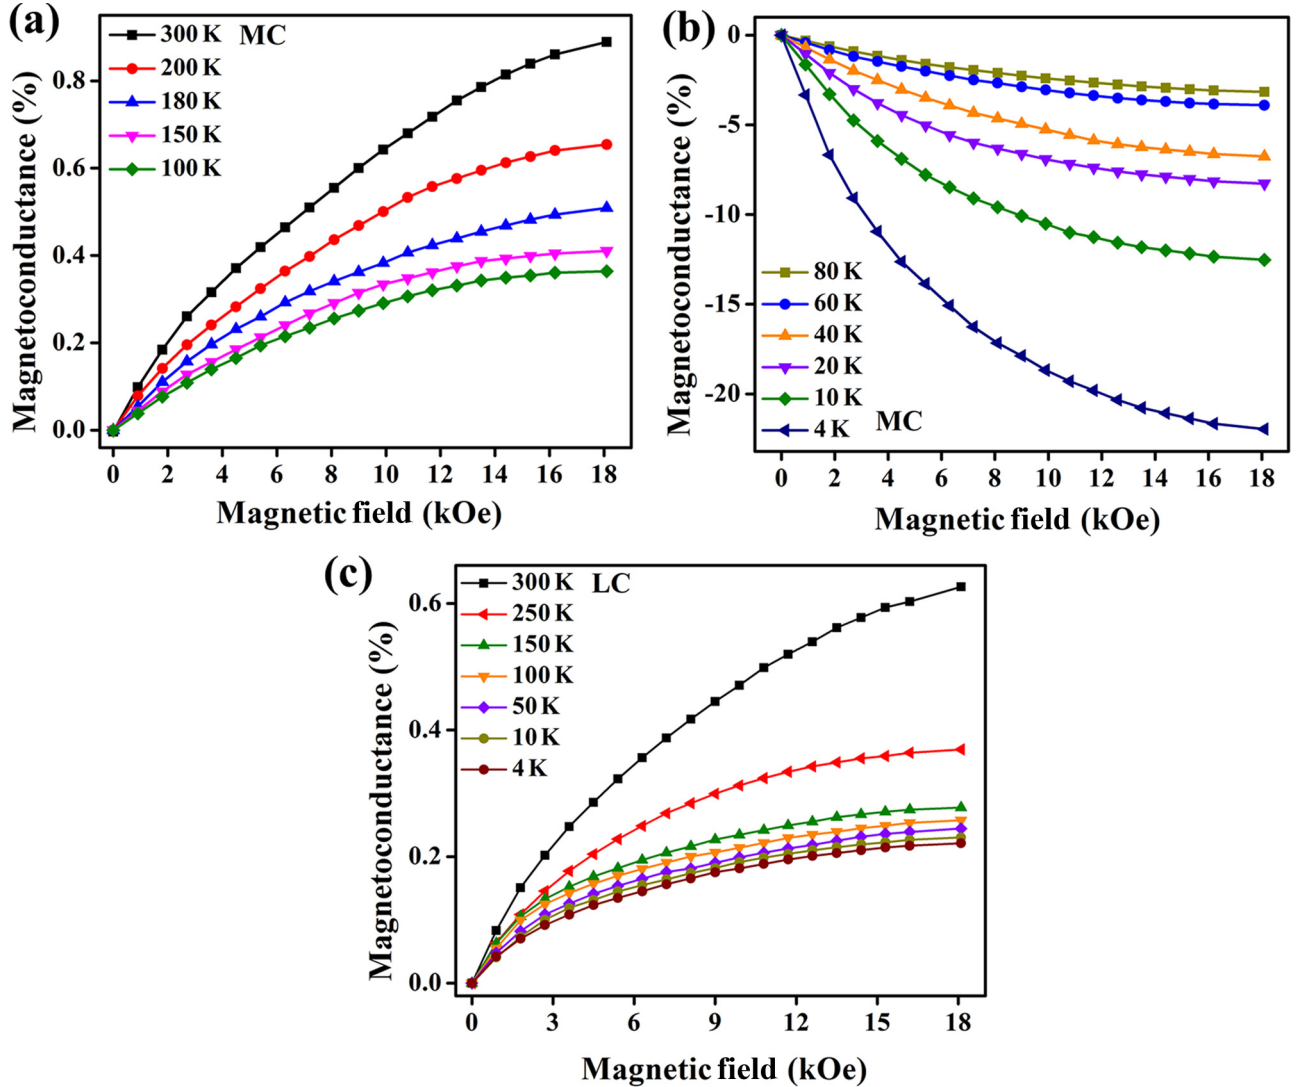 (a)
300 K MC
200 K
180 K
150 K
100 K
Magnetoconductance (%)
0.8
0.6
0.4
0.2
0.0
0 2 4 6 8 10 12 14 16 18
Magnetic field (kOe)
(b)
Magnetoconductance (%)
0
-5
-10
-15
-20
80 K
60 K
40 K
20 K
10 K
4 K MC
0 2 4 6 8 10 12 14 16 18
Magnetic field (kOe)
(c)
300 K LC
250 K
150 K
100 K
50 K
10 K
4 K
Magnetoconductance (%)
0.6
0.4
0.2
0.0
0 3 6 9 12 15 18
Magnetic field (kOe)